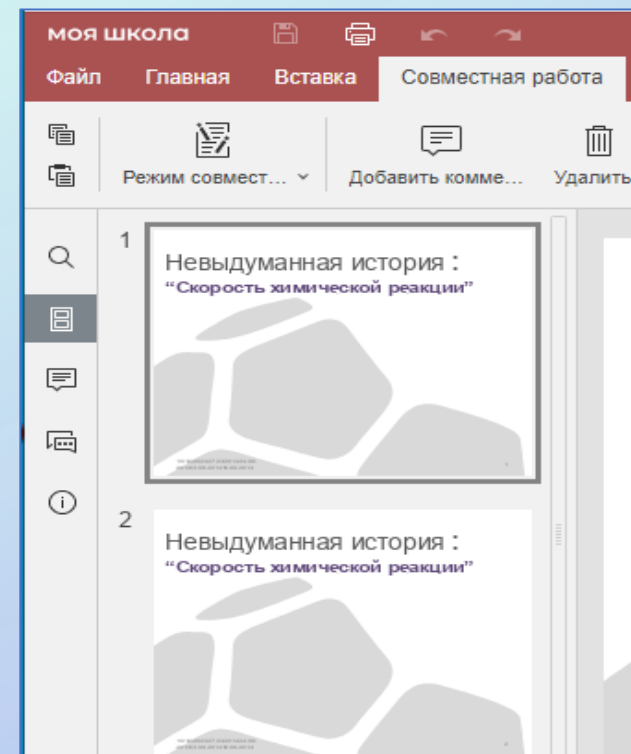 моя школа
Файл Главная Вставка Совместная работа
Режим совмест... Добавить комме... Удалить
1
Невыдуманная история :
“Скорость химической реакции”
2
Невыдуманная история :
“Скорость химической реакции”